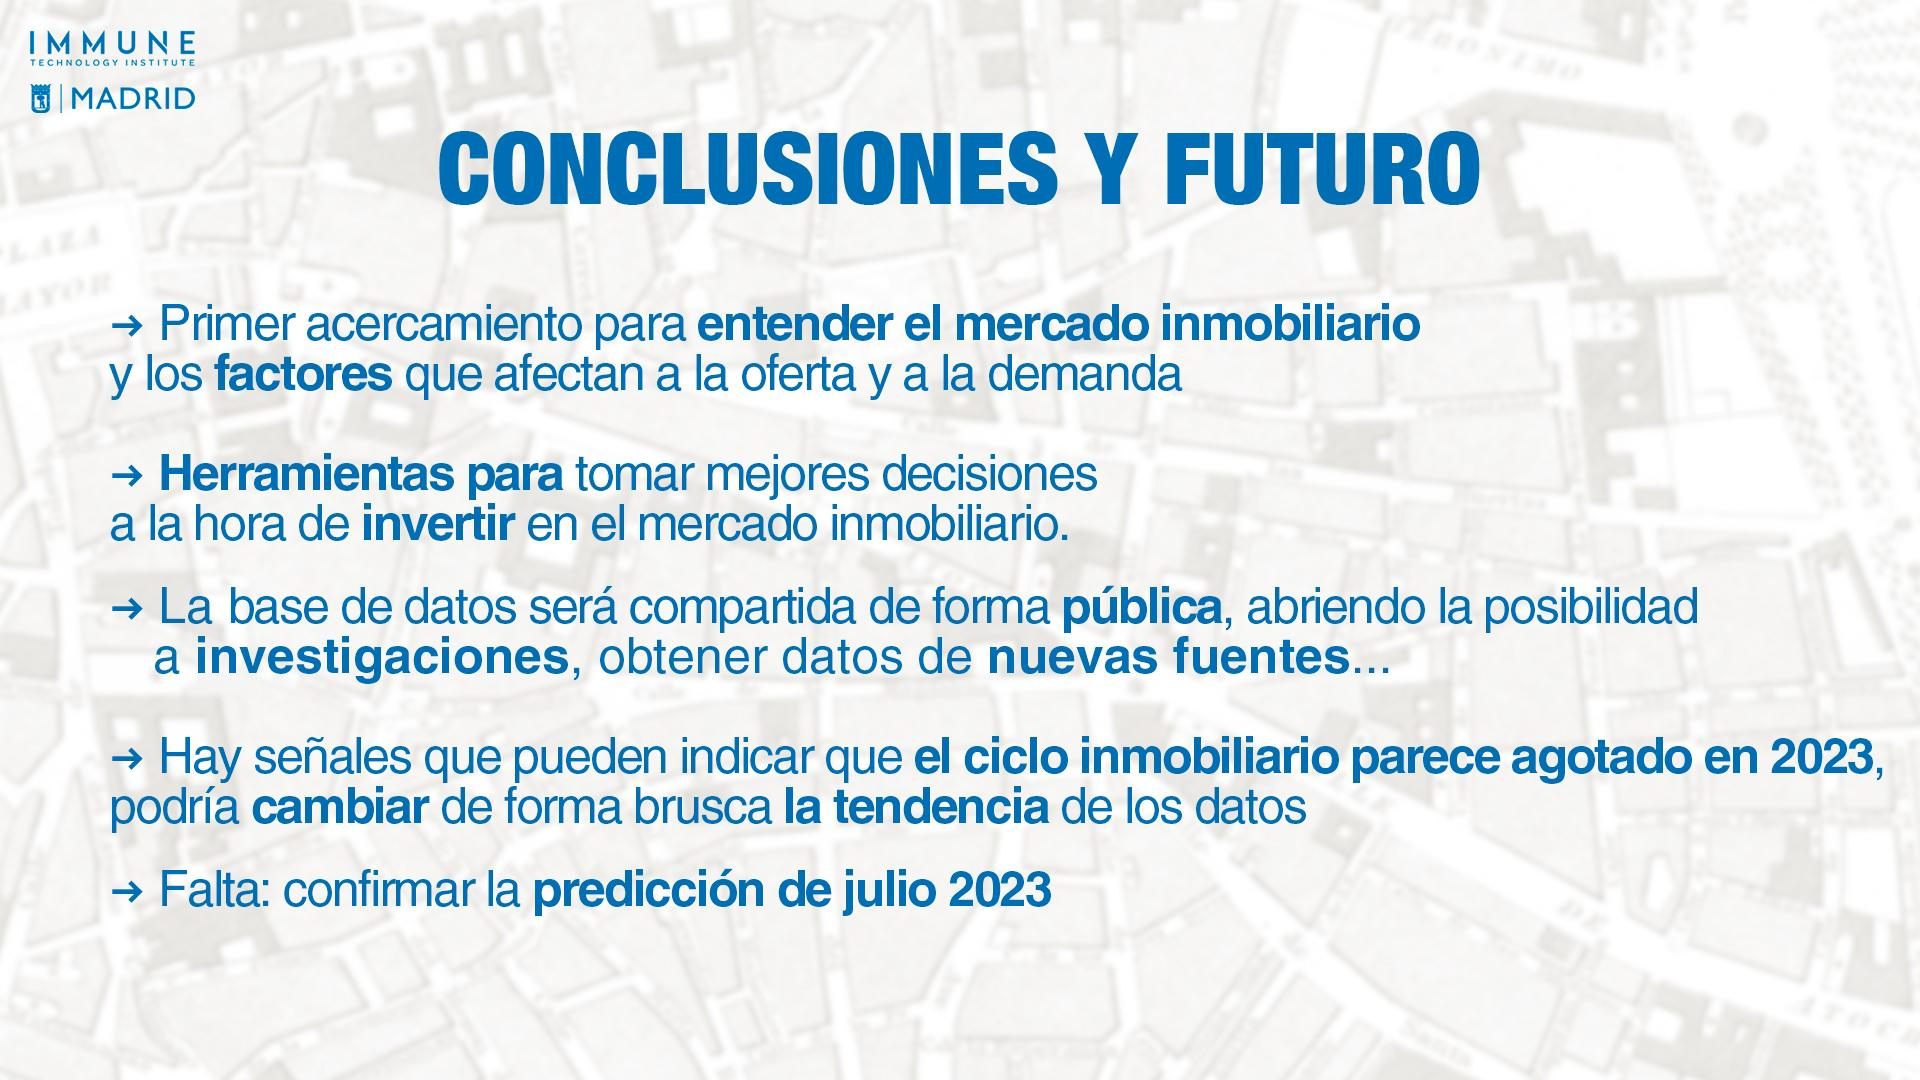 IMMUNE
TECHNOLOGY INSTITUTE
MADRID
CONCLUSIONES Y FUTURO
→ Primer acercamiento para entender el mercado inmobiliario
y los factores que afectan a la oferta y a la demanda
→ Herramientas para tomar mejores decisiones
a la hora de invertir en el mercado inmobiliario.
→ La base de datos será compartida de forma pública, abriendo la posibilidad
a investigaciones, obtener datos de nuevas fuentes...
→ Hay señales que pueden indicar que el ciclo inmobiliario parece agotado en 2023,
podría cambiar de forma brusca la tendencia de los datos
→ Falta: confirmar la predicción de julio 2023
PLAZA
MAYOR